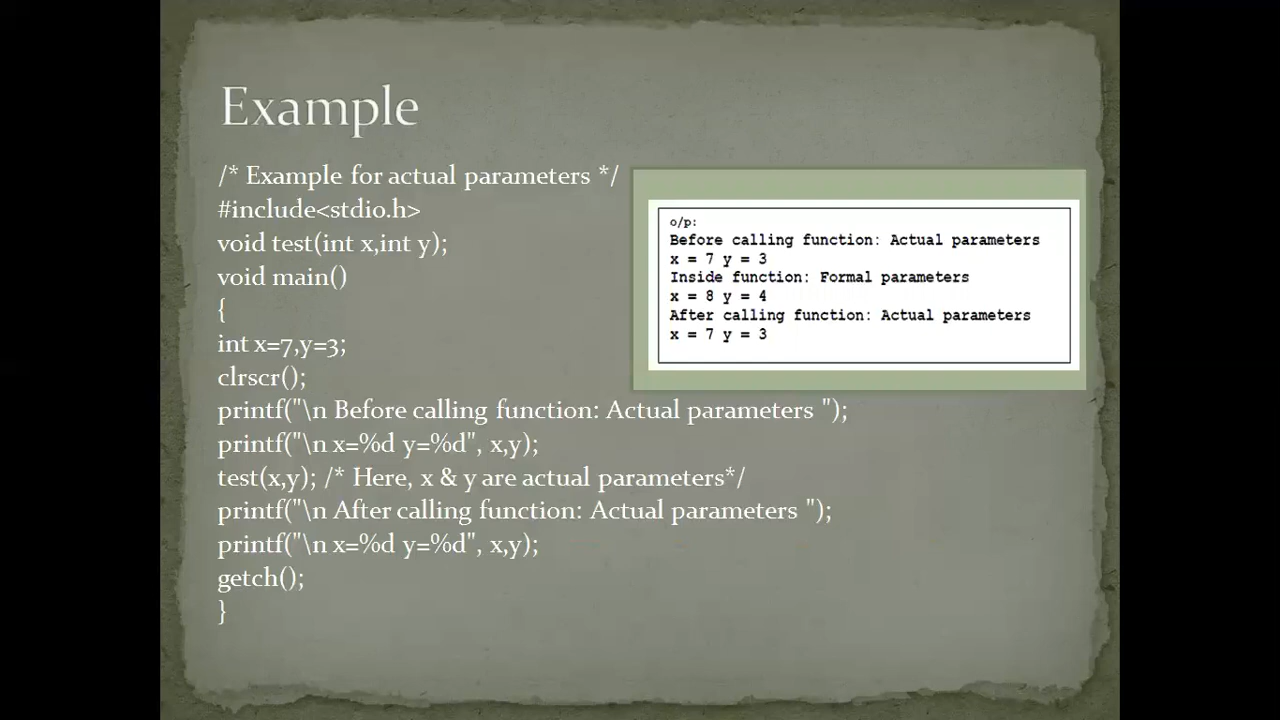 Example
/* Example for actual parameters */
#include<stdio.h>
void test(int x,int y);
void main()
{
int x=7,y=3;
clrscr();
printf("\n Before calling function: Actual parameters ");
printf("\n x=%d y=%d", x,y);
test(x,y); /* Here, x & y are actual parameters*/
printf("\n After calling function: Actual parameters ");
printf("\n x=%d y=%d", x,y);
getch();
}
o/p:
Before calling function: Actual parameters
x = 7 y = 3
Inside function: Formal parameters
x = 8 y = 4
After calling function: Actual parameters
x = 7 y = 3